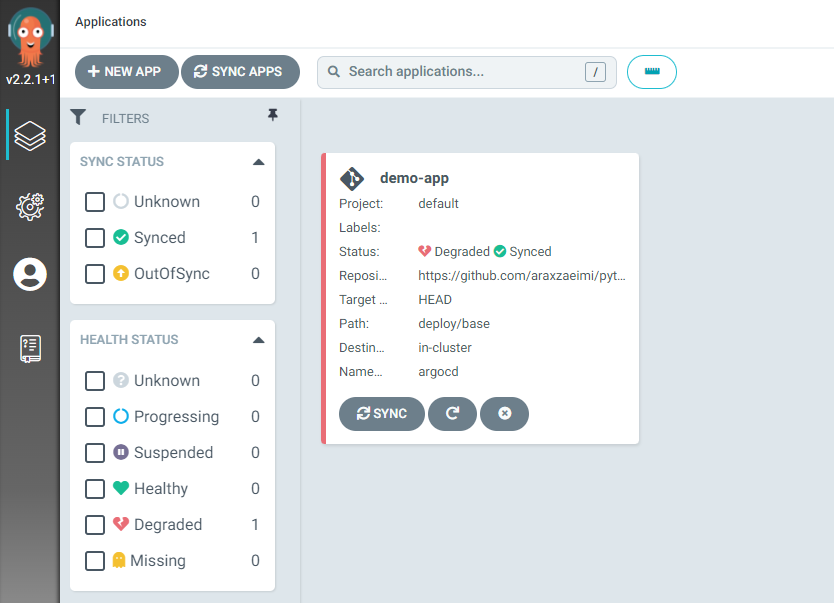 Applications
v2.2.1+1
NEW APP
SYNC APPS
Search applications...
/
FILTERS
SYNC STATUS
Unknown 0
Synced 1
OutOfSync 0
HEALTH STATUS
Unknown 0
Progressing 0
Suspended 0
Healthy 0
Degraded 1
Missing 0
demo-app
Project: default
Labels:
Status: Degraded Synced
Reposi... https://github.com/araxzaeimi/pyt...
Target ... HEAD
Path: deploy/base
Destin... in-cluster
Name... argocd
SYNC